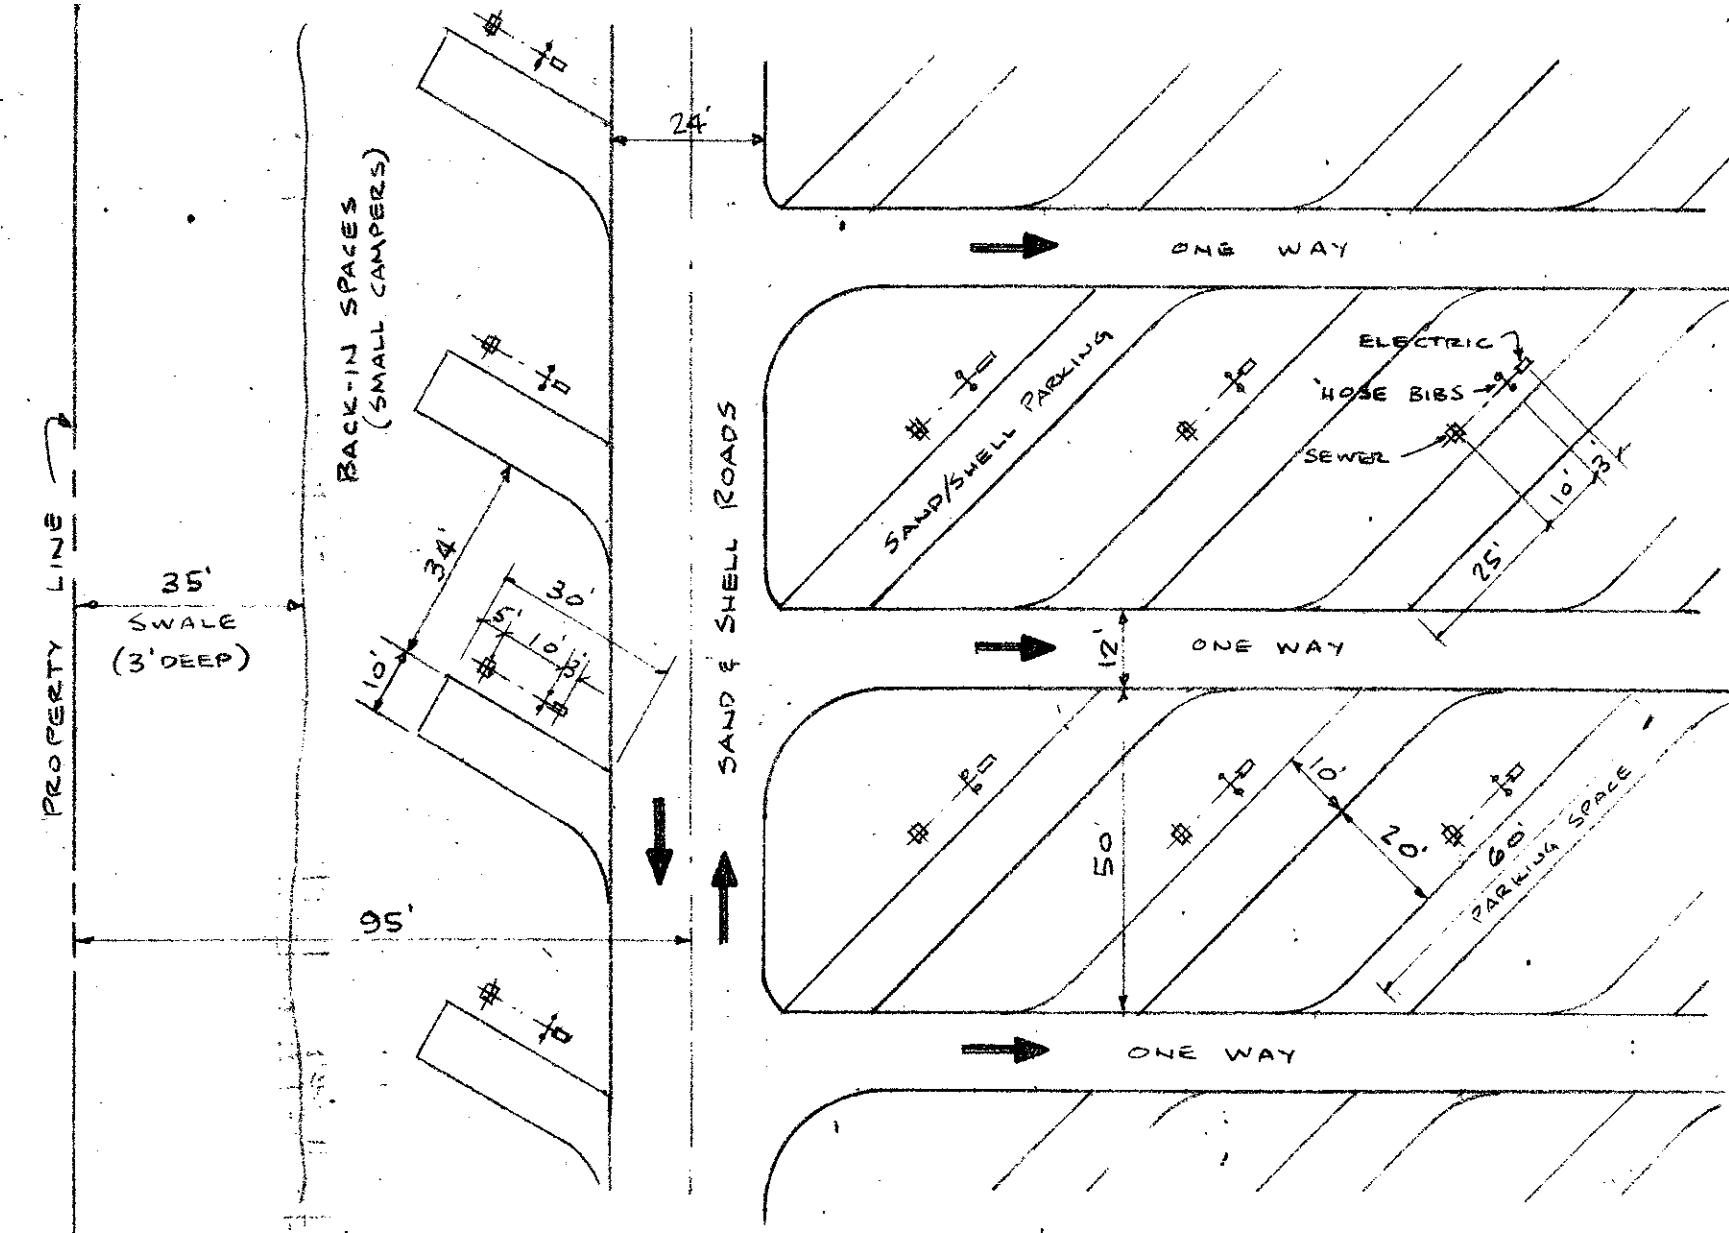 24'
BACK-IN SPACES
(SMALL CAMPERS)
ONE WAY
ELECTRIC
HOSE BIBS
SEWER
SAND/SHELL PARKING
10'
3'
25'
PROPERTY LINE
35'
SWALE
(3' DEEP)
34'
30'
5'
10'
3'
10'
SAND & SHELL ROADS
12'
ONE WAY
95'
50
10'
20'
60'
PARKING SPACE
ONE WAY